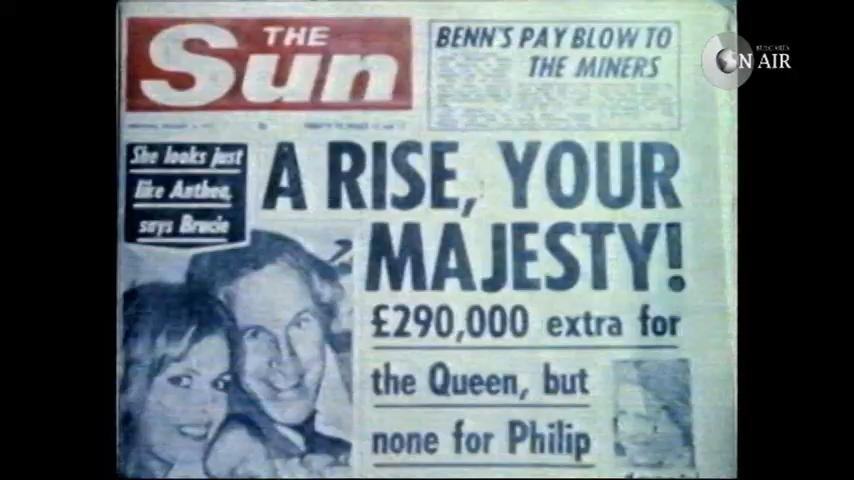 THE
Sun
BENN'S PAY BLOW TO
THE MINERS
BULGARIA
ON AIR
She looks just
like Anthea,
says Brucie
A RISE, YOUR
MAJESTY!
£290,000 extra for
the Queen, but
none for Philip